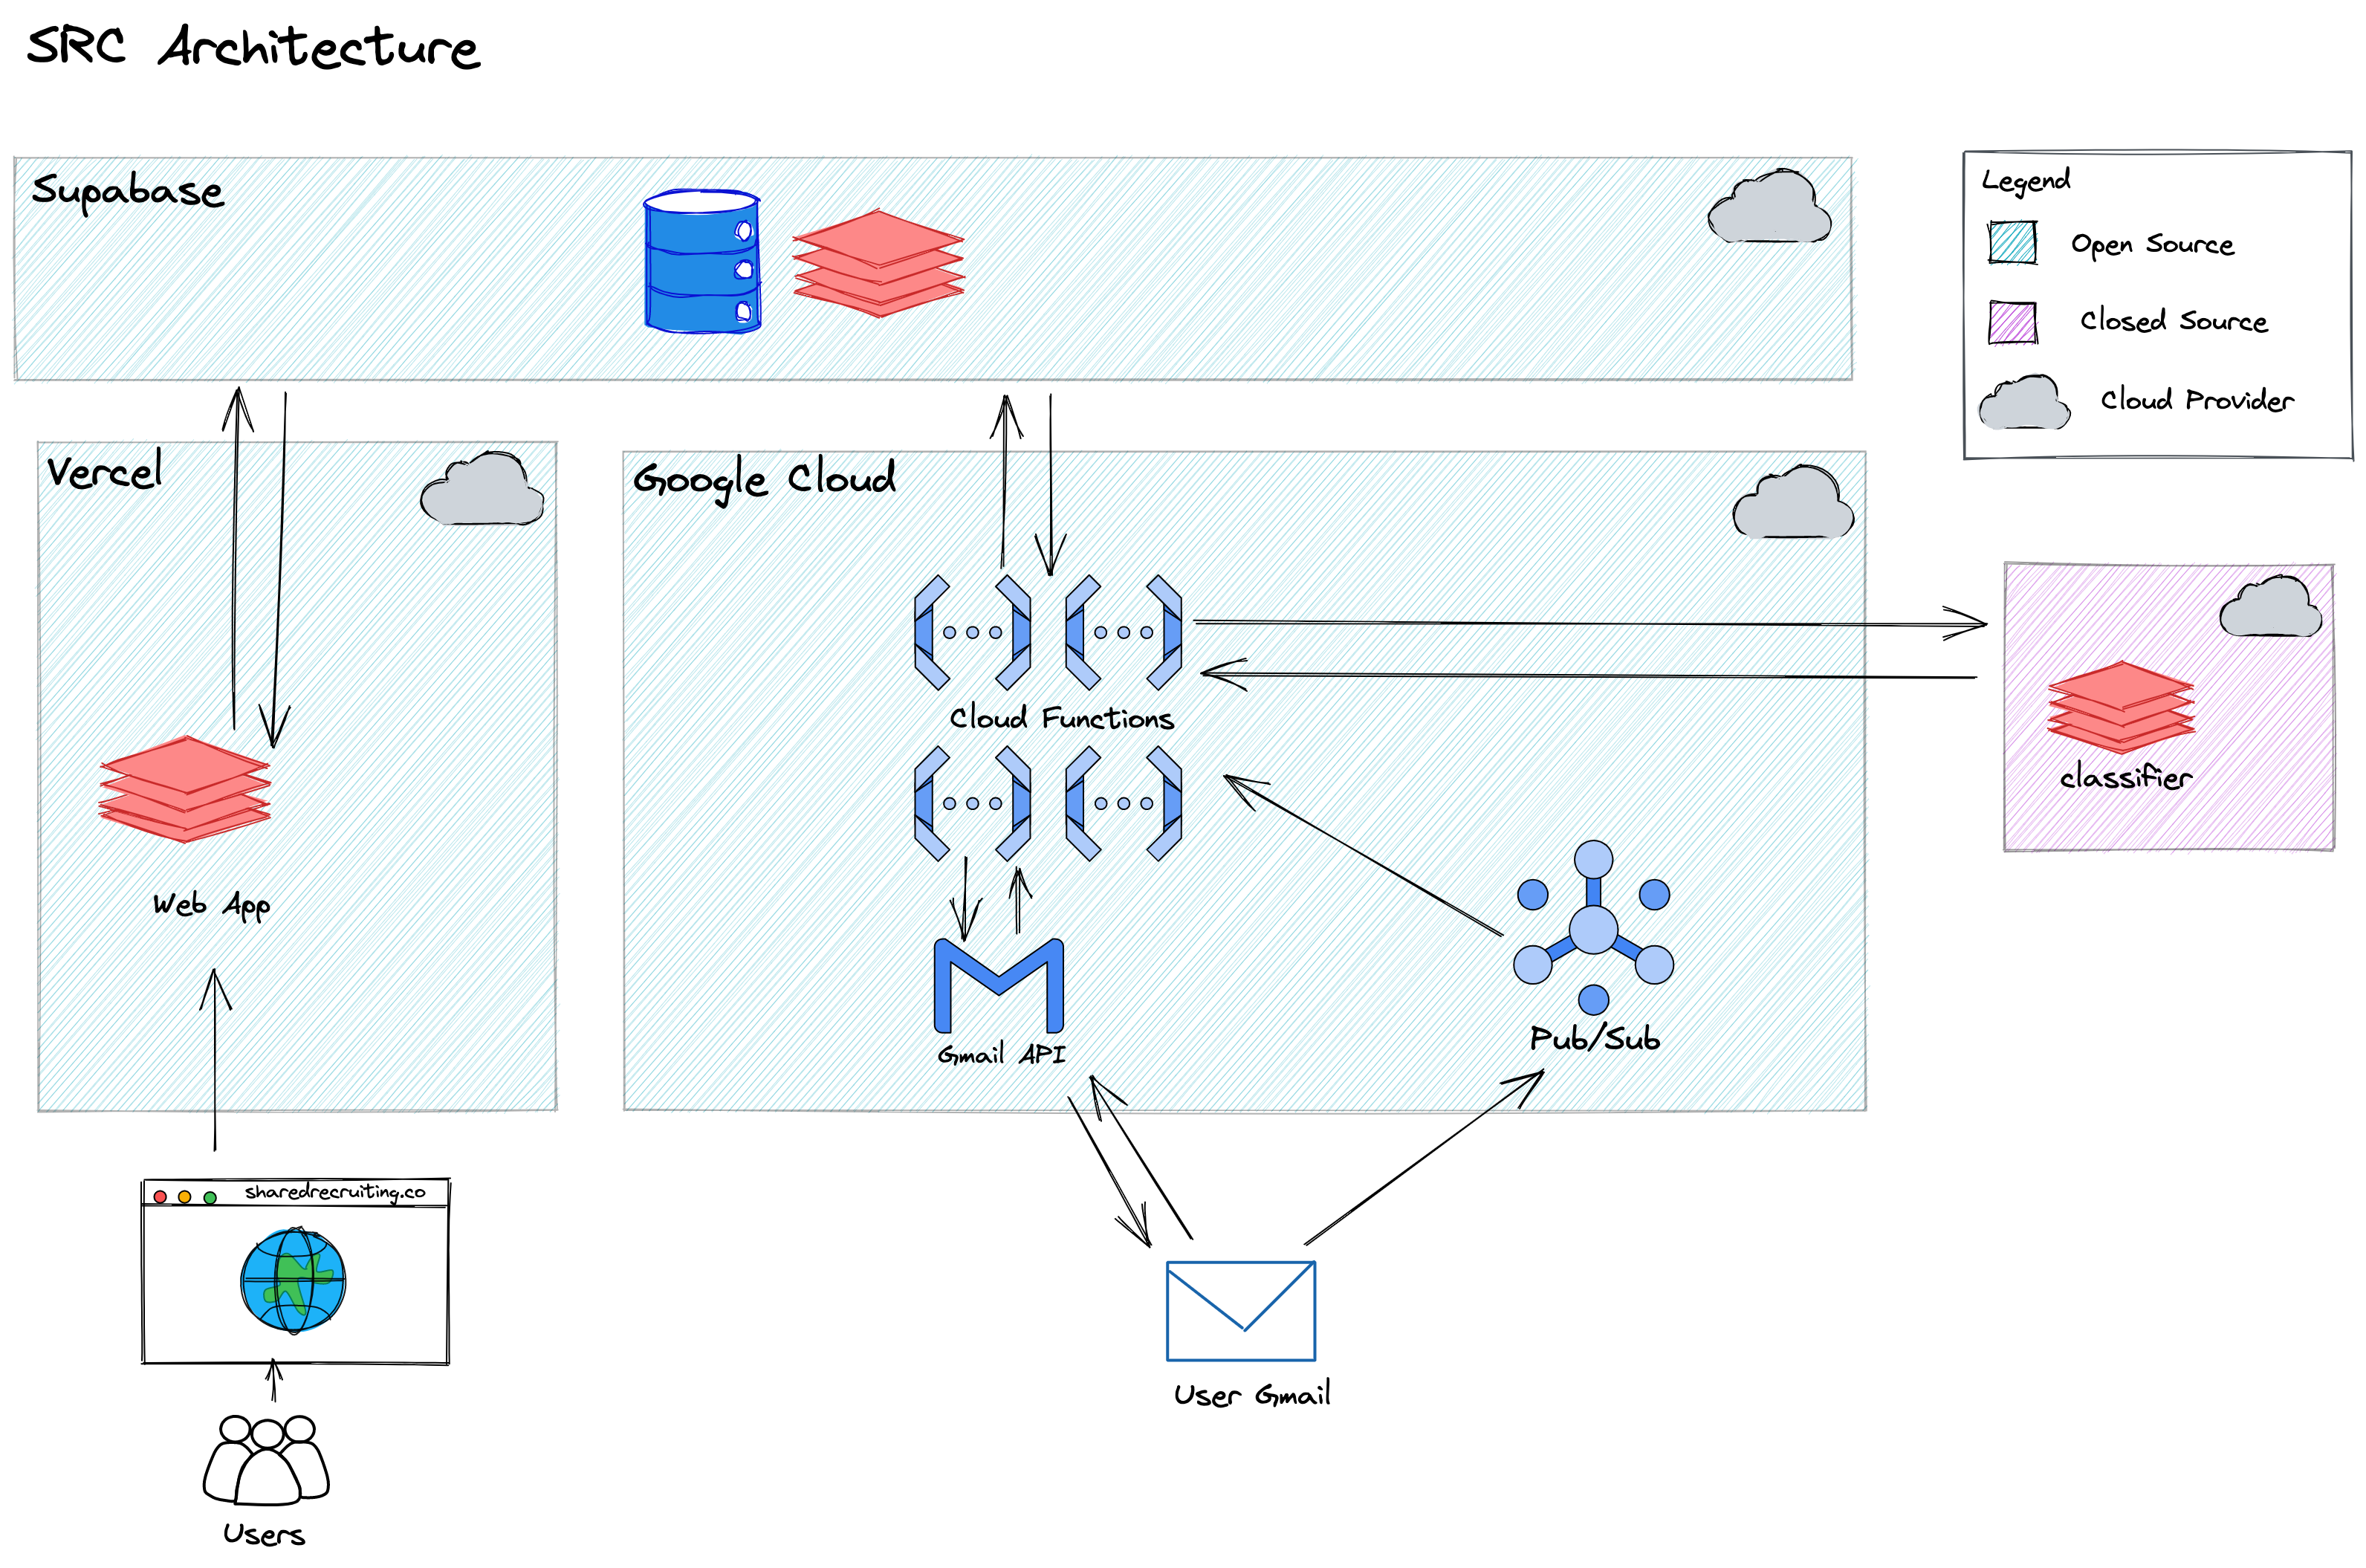 SRC Architecture
Supabase
Legend
Open Source
Closed Source
Cloud Provider
Vercel
Google Cloud
Cloud Functions
classifier
Web App
Gmail API
Pub/Sub
sharedrecruiting.co
User Gmail
Users